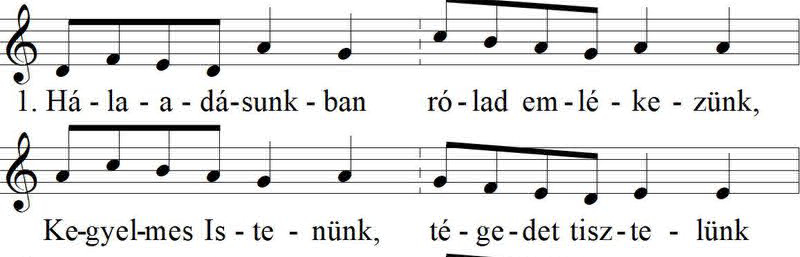 1. Há - la - a - dá-sunk - ban ró - lad em - lé - ke - zünk,
Ke-gyel-mes Is - te - nünk, té - ge - det tisz - te - lünk